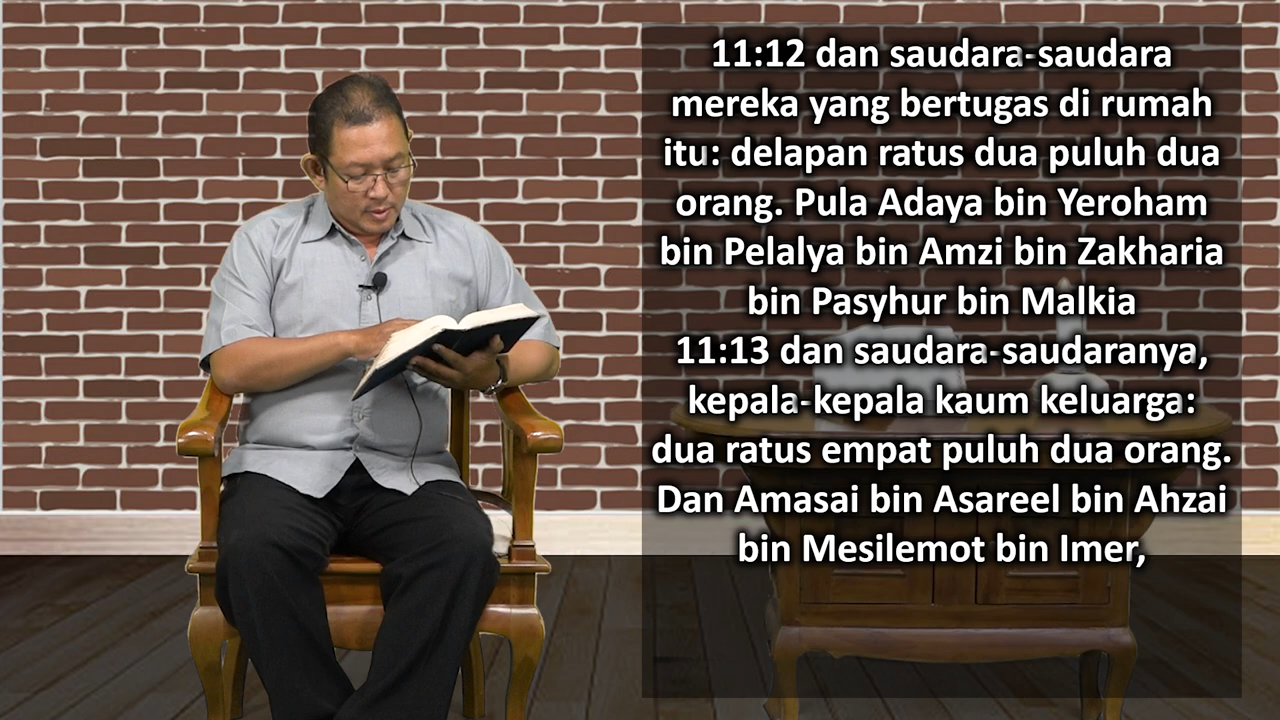 11:12 dan saudara-saudara
mereka yang bertugas di rumah
itu: delapan ratus dua puluh dua
orang. Pula Adaya bin Yeroham
bin Pelalya bin Amzi bin Zakharia
bin Pasyhur bin Malkia
11:13 dan saudara-saudaranya,
kepala-kepala kaum keluarga:
dua ratus empat puluh dua orang.
Dan Amasai bin Asareel bin Ahzai
bin Mesilemot bin Imer,